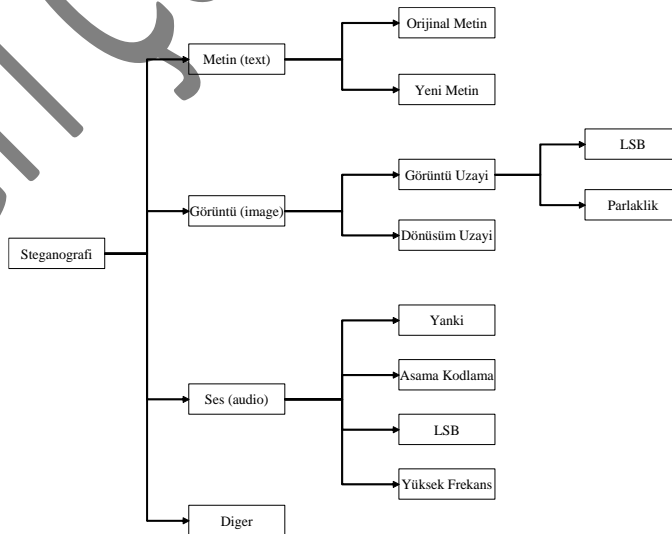 Orijinal Metin
Metin (text)
Yeni Metin
LSB
Görüntü Uzayi
Parlaklik
Görüntü (image)
Dönüsüm Uzayi
Steganografi
Yanki
Asama Kodlama
Ses (audio)
LSB
Yüksek Frekans
Diger